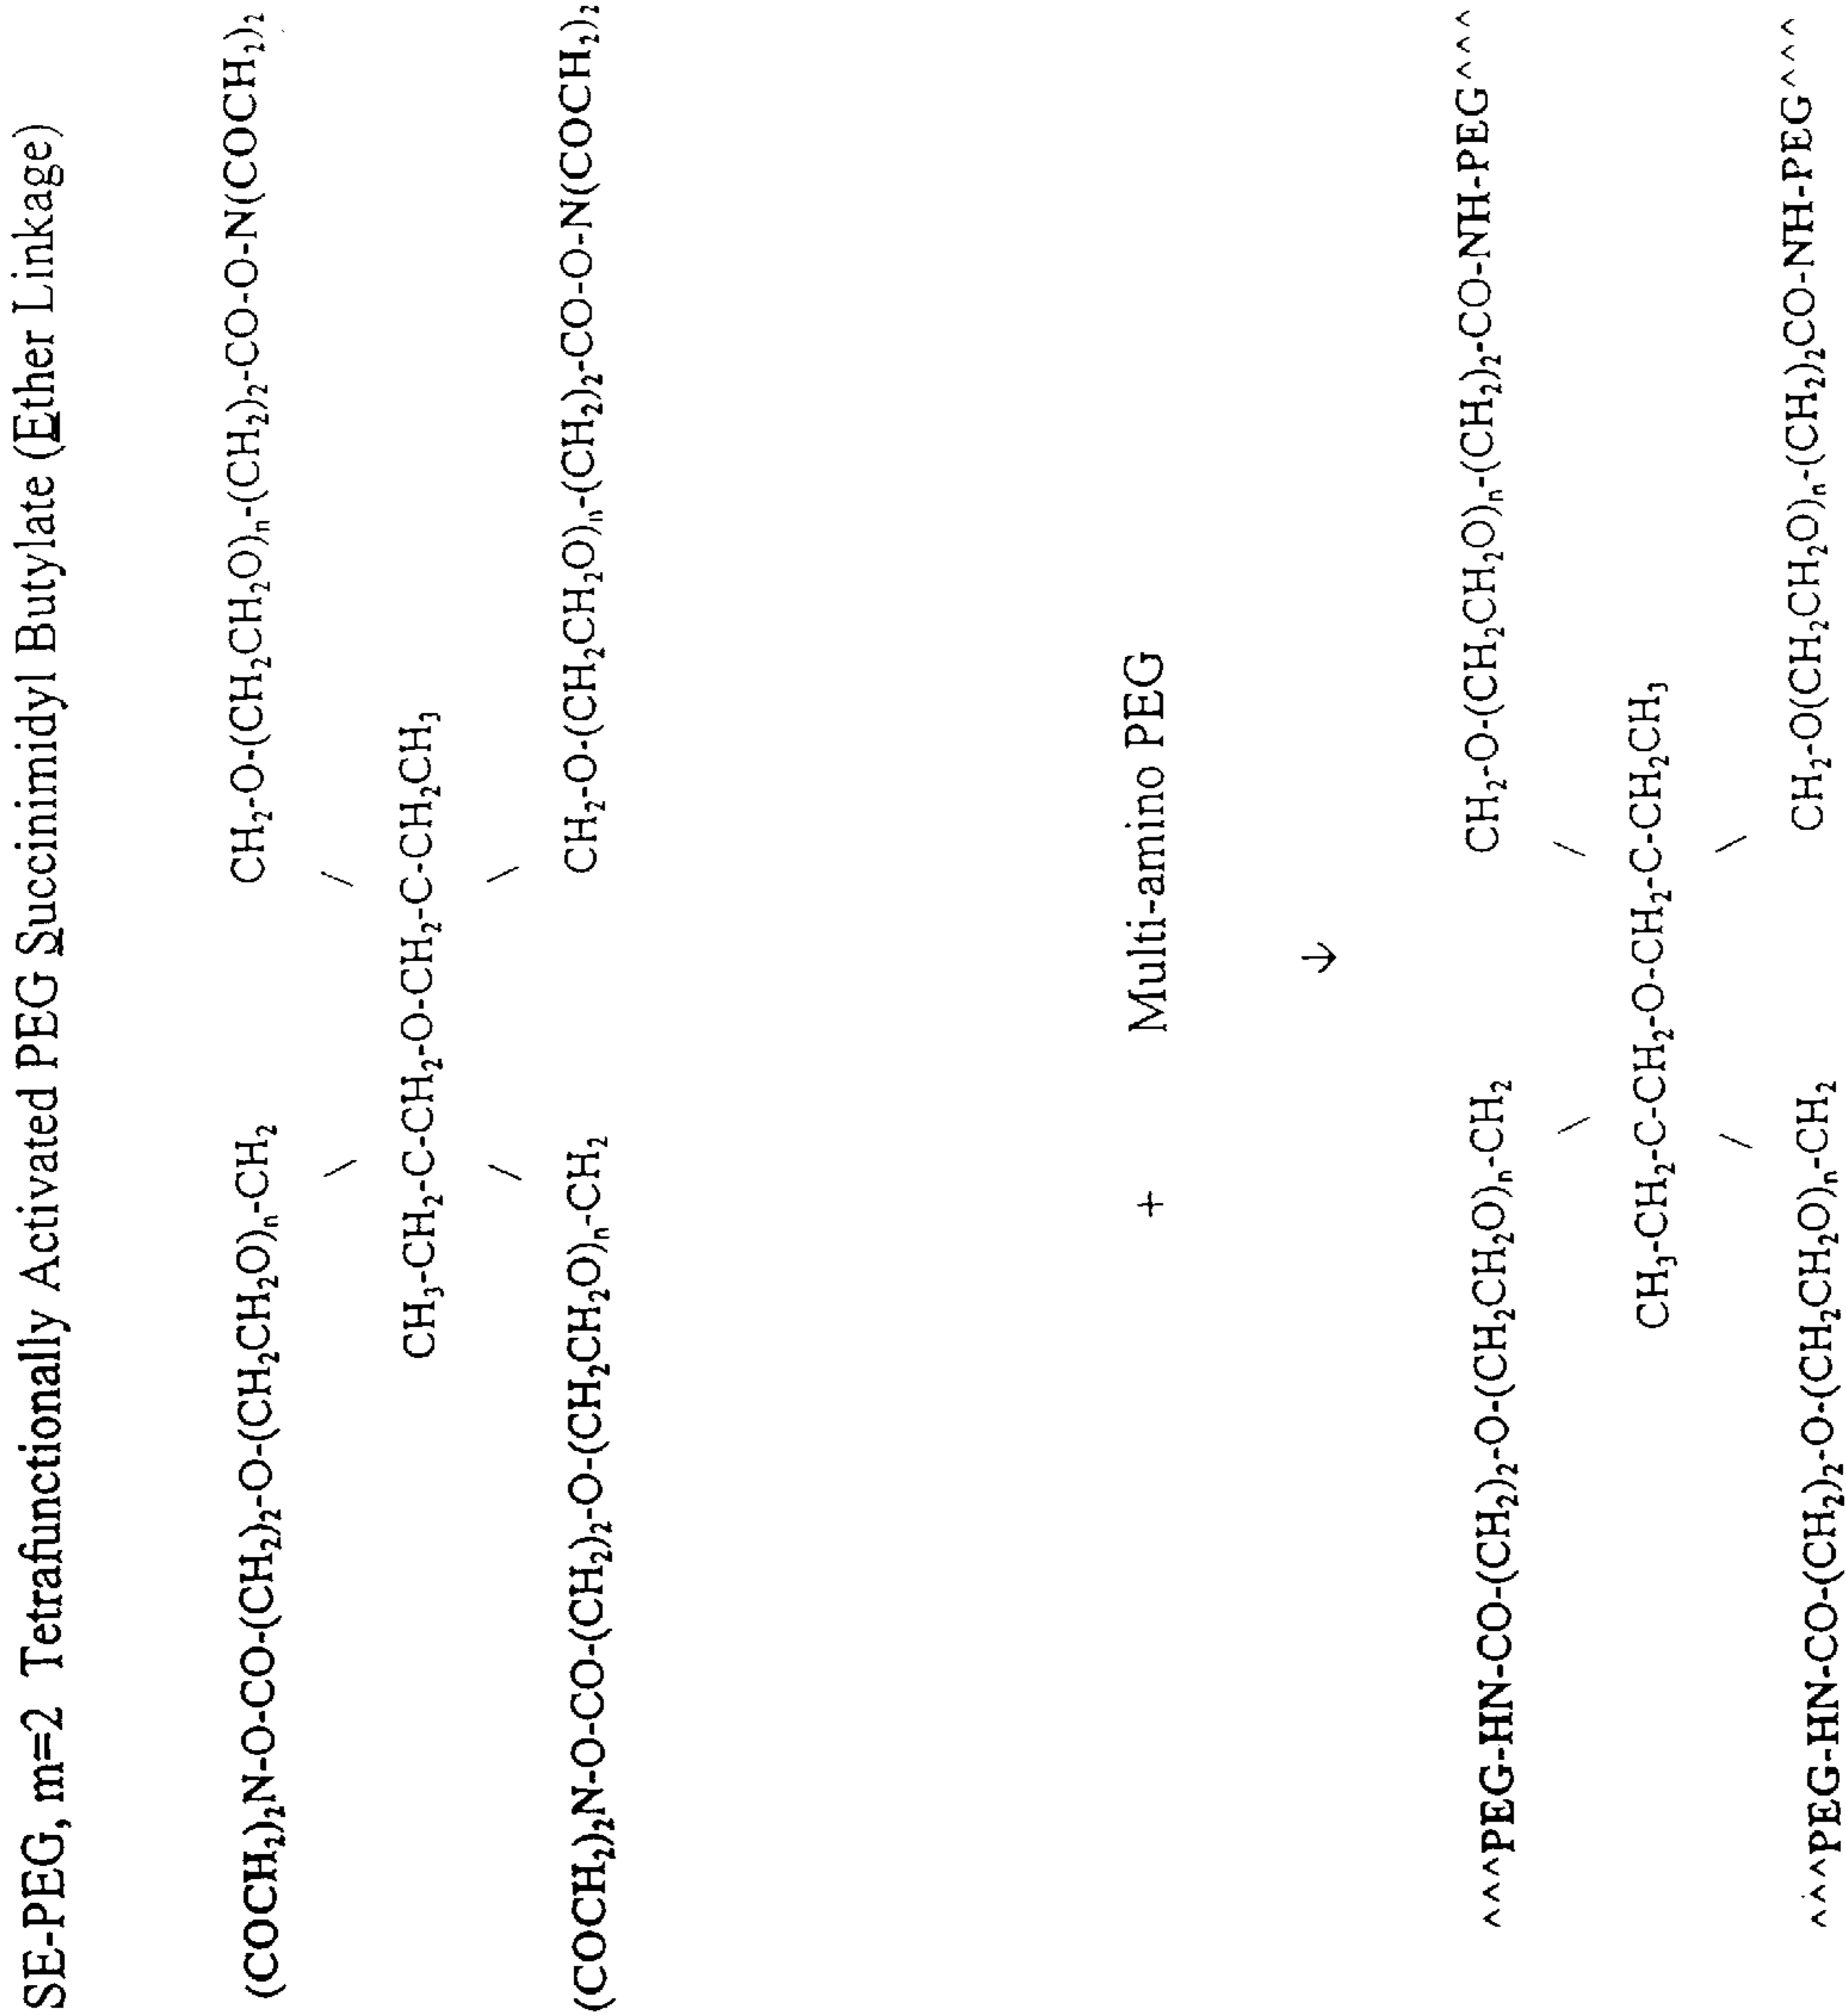 SE-PEG, m=2 Tetrafunctionally Activated PEG Succinimidyl Butylate (Ether Linkage)
(COCH₂)₂N-O-CO-(CH₂)₂-O-(CH₂CH₂O)ₙ-CH₂ CH₂-O-(CH₂CH₂O)ₙ-(CH₂)₂-CO-O-N(COCH₂)₂
\ /
CH₃-CH₂-C-CH₂-O-CH₂-C-CH₂CH₃
/ \
(COCH₂)₂N-O-CO-(CH₂)₂-O-(CH₂CH₂O)ₙ-CH₂ CH₂-O-(CH₂CH₂O)ₙ-(CH₂)₂-CO-O-N(COCH₂)₂
+ Multi-amino PEG
↓
^^^PEG-HN-CO-(CH₂)₂-O-(CH₂CH₂O)ₙ-CH₂ CH₂-O-(CH₂CH₂O)ₙ-(CH₂)₂-CO-NH-PEG^^^
\ /
CH₃-CH₂-C-CH₂-O-CH₂-C-CH₂CH₃
/ \
^^^PEG-HN-CO-(CH₂)₂-O-(CH₂CH₂O)ₙ-CH₂ CH₂-O(CH₂CH₂O)ₙ-(CH₂)₂CO-NH-PEG^^^